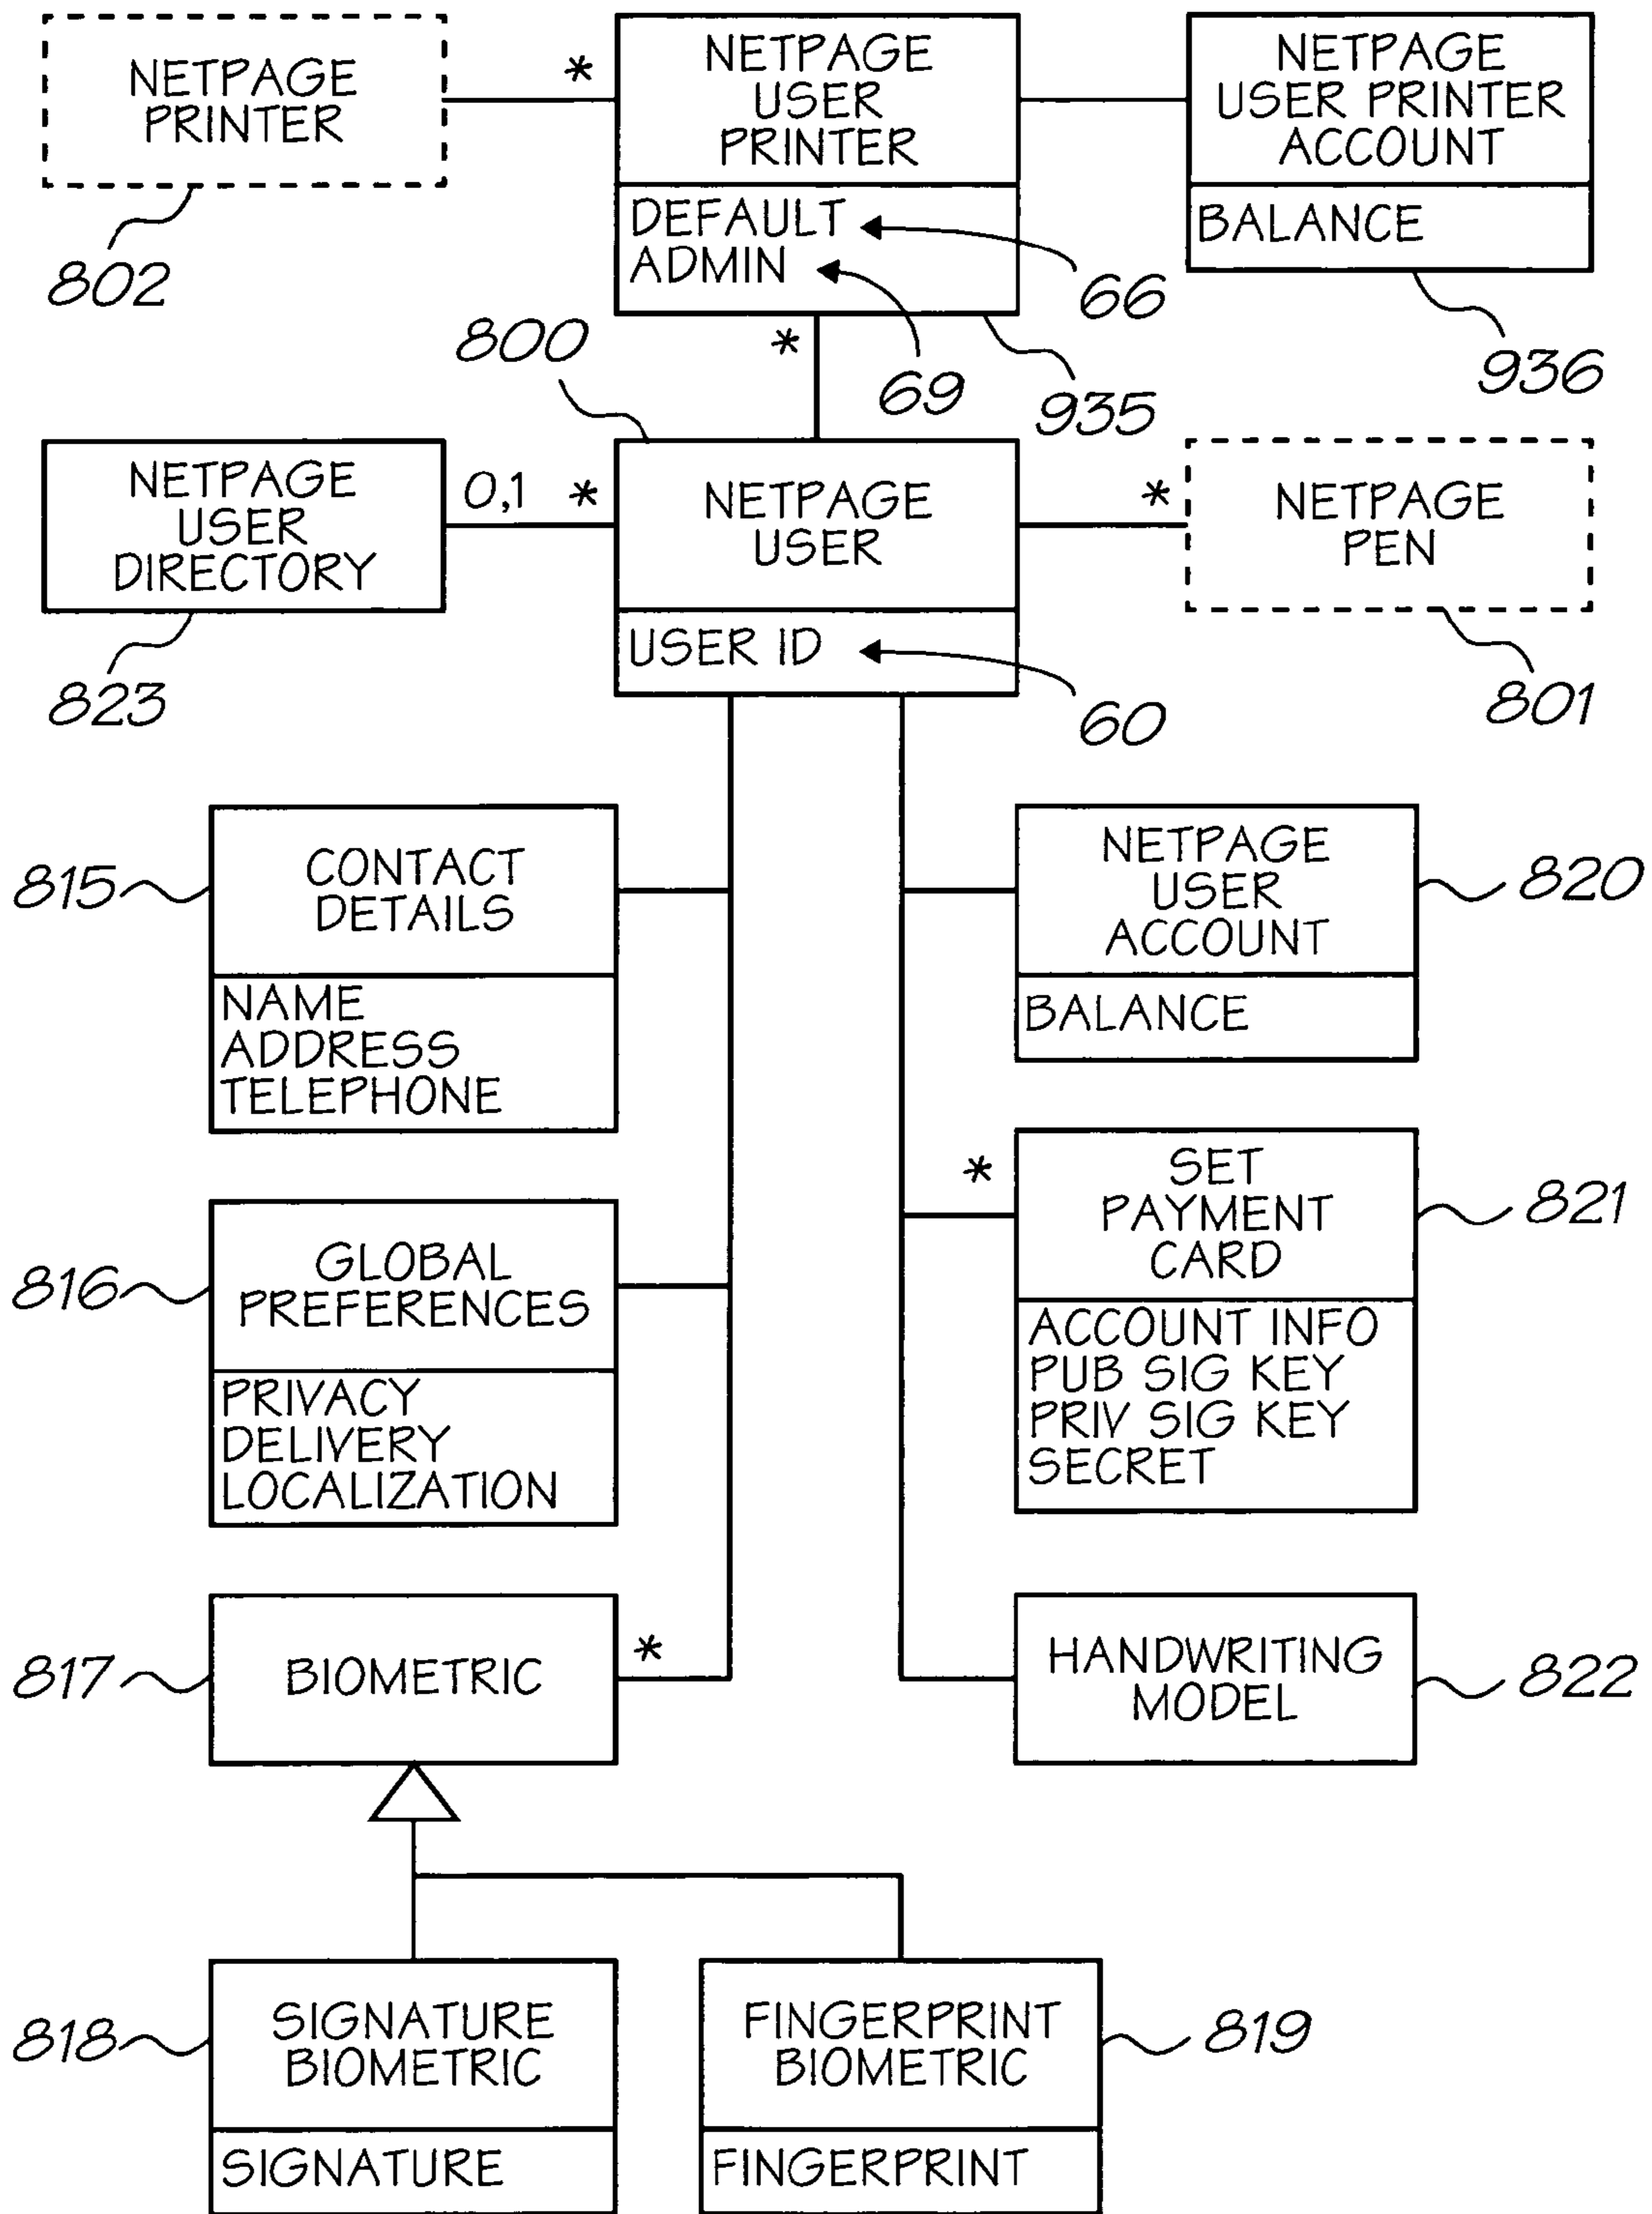 NETPAGE
PRINTER
802
*
NETPAGE
USER
PRINTER
DEFAULT
ADMIN
66
69
935
NETPAGE
USER PRINTER
ACCOUNT
BALANCE
936
*
800
NETPAGE
USER
DIRECTORY
823
0,1 *
NETPAGE
USER
USER ID
60
*
NETPAGE
PEN
801
815
CONTACT
DETAILS
NAME
ADDRESS
TELEPHONE
NETPAGE
USER
ACCOUNT
BALANCE
820
816
GLOBAL
PREFERENCES
PRIVACY
DELIVERY
LOCALIZATION
*
SET
PAYMENT
CARD
ACCOUNT INFO
PUB SIG KEY
PRIV SIG KEY
SECRET
821
817
BIOMETRIC
*
HANDWRITING
MODEL
822
818
SIGNATURE
BIOMETRIC
SIGNATURE
FINGERPRINT
BIOMETRIC
FINGERPRINT
819